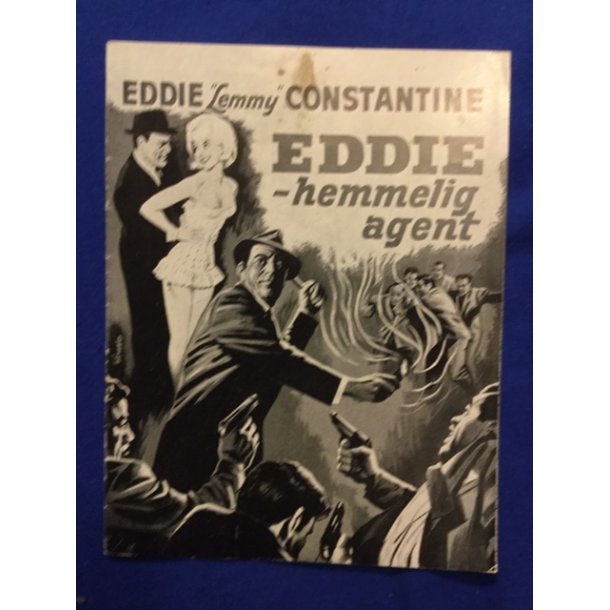 EDDIE "Lemmy" CONSTANTINE
EDDIE
-hemmelig
agent